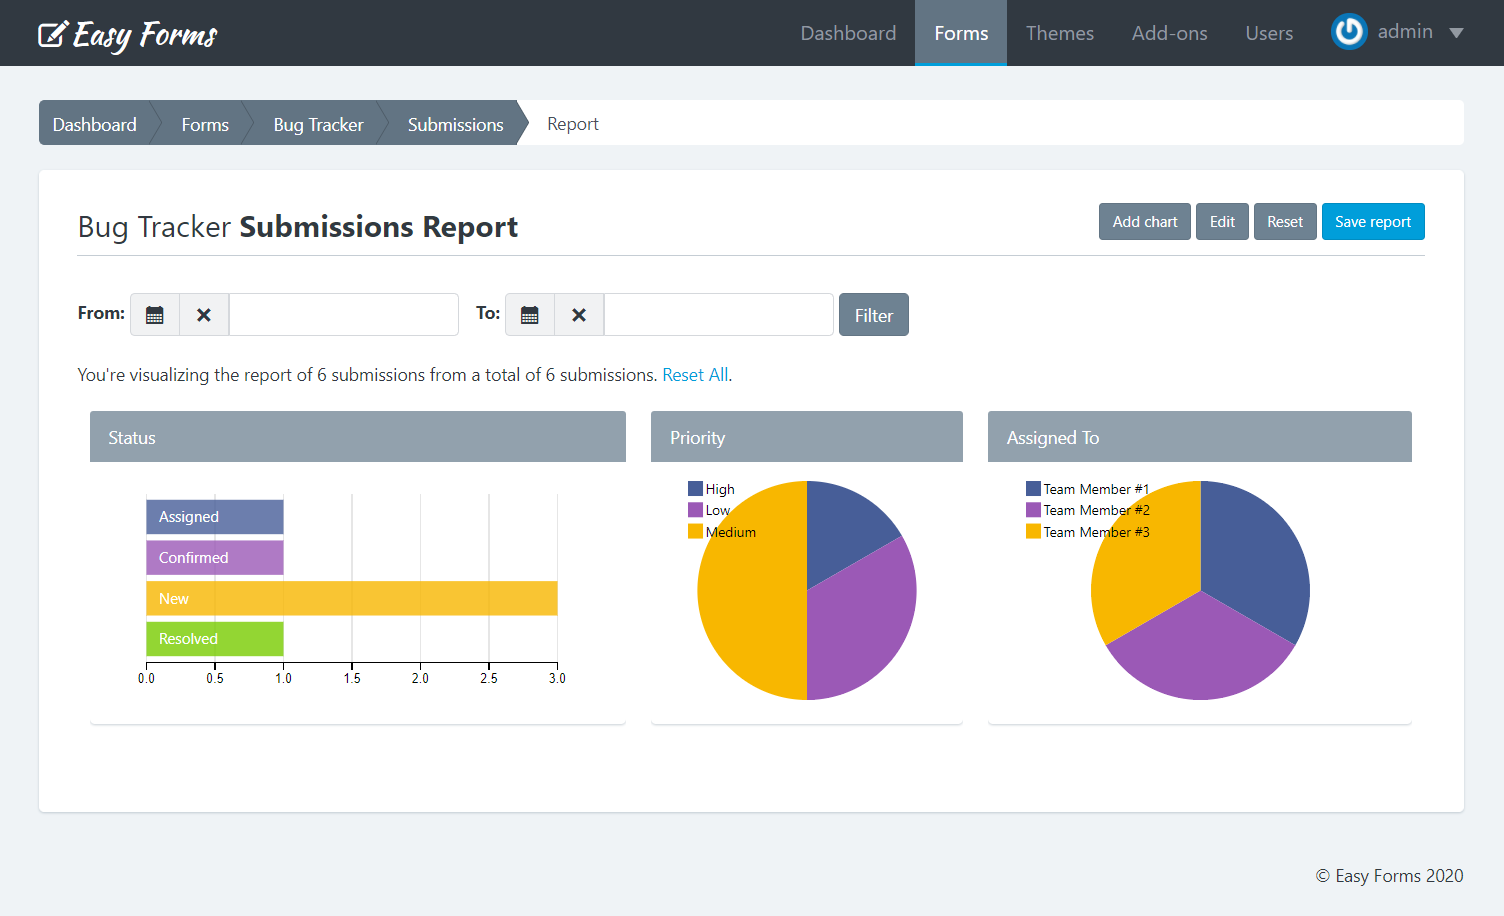 Easy Forms
Dashboard Forms Themes Add-ons Users admin
Dashboard Forms Bug Tracker Submissions Report
Bug Tracker Submissions Report
Add chart Edit Reset Save report
From: To: Filter
You're visualizing the report of 6 submissions from a total of 6 submissions. Reset All.
Status
Assigned
Confirmed
New
Resolved
0.0 0.5 1.0 1.5 2.0 2.5 3.0
Priority
High
Low
Medium
Assigned To
Team Member #1
Team Member #2
Team Member #3
© Easy Forms 2020